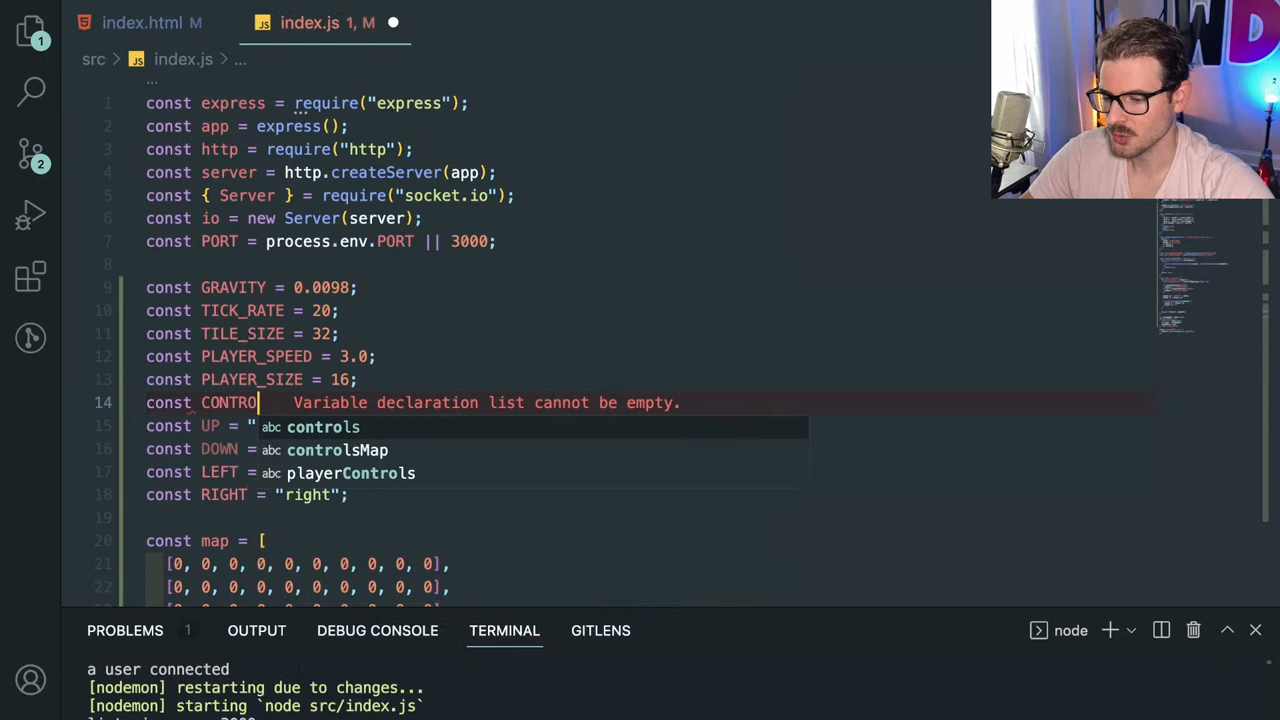 index.html M
index.js 1, M
src > index.js > ...
...
1 const express = require("express");
2 const app = express();
3 const http = require("http");
4 const server = http.createServer(app);
5 const { Server } = require("socket.io");
6 const io = new Server(server);
7 const PORT = process.env.PORT || 3000;
8
9 const GRAVITY = 0.0098;
10 const TICK_RATE = 20;
11 const TILE_SIZE = 32;
12 const PLAYER_SPEED = 3.0;
13 const PLAYER_SIZE = 16;
14 const CONTRO Variable declaration list cannot be empty.
15 const UP = "
abc controls
16 const DOWN =
abc controlsMap
17 const LEFT =
abc playerControls
18 const RIGHT = "right";
19
20 const map = [
21 [0, 0, 0, 0, 0, 0, 0, 0, 0, 0],
22 [0, 0, 0, 0, 0, 0, 0, 0, 0, 0],
1
2
PROBLEMS 1 OUTPUT DEBUG CONSOLE TERMINAL GITLENS node
a user connected
[nodemon] restarting due to changes...
[nodemon] starting `node src/index.js`